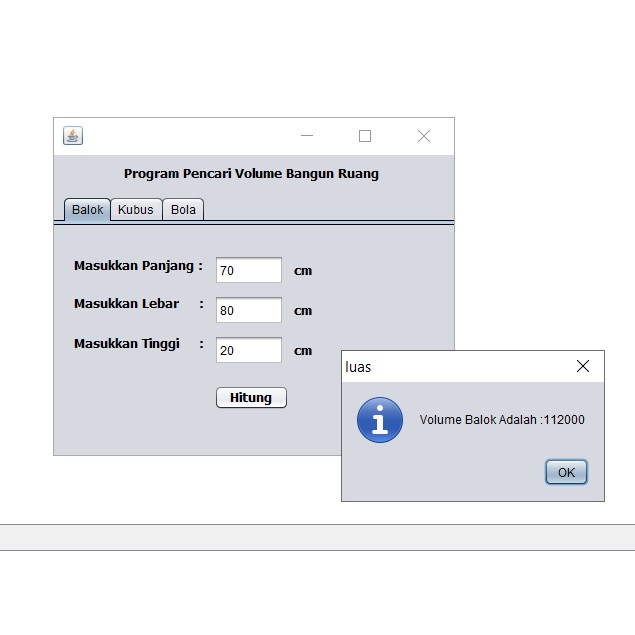 Program Pencari Volume Bangun Ruang
Balok Kubus Bola
Masukkan Panjang : 70 cm
Masukkan Lebar : 80 cm
Masukkan Tinggi : 20 cm
Hitung
luas
Volume Balok Adalah :112000
OK